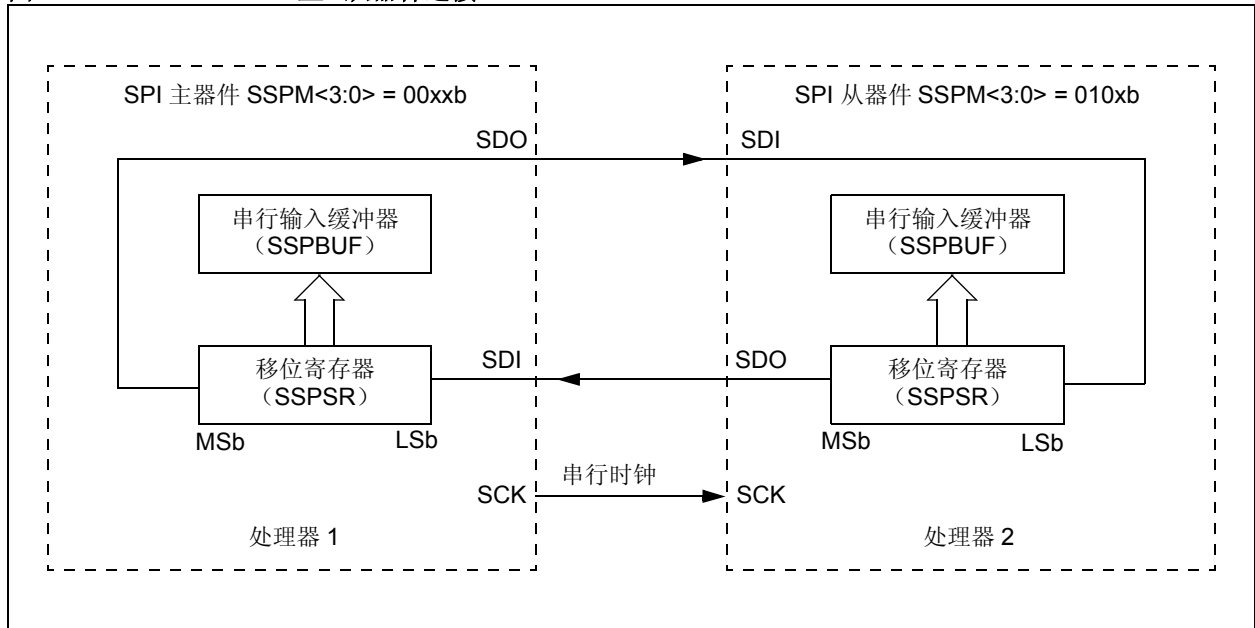 SPI 主器件 SSPM<3:0> = 00xxb
SPI 从器件 SSPM<3:0> = 010xb
SDO
SDI
串行输入缓冲器
（SSPBUF）
串行输入缓冲器
（SSPBUF）
移位寄存器
（SSPSR）
SDI
SDO
移位寄存器
（SSPSR）
MSb
LSb
MSb
LSb
串行时钟
SCK
SCK
处理器 1
处理器 2